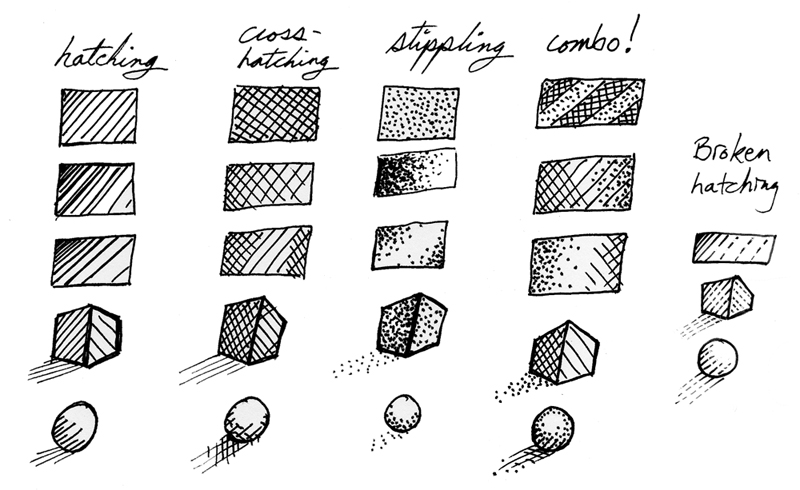 hatching
cross-
hatching
stippling
combo!
Broken
hatching